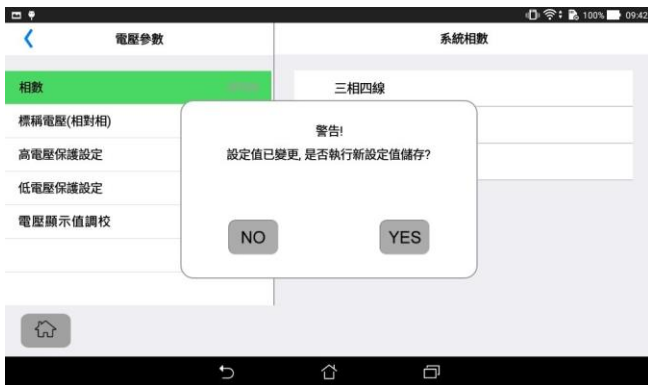 100% 09:42
電壓參數
系統相數
相數
三相四線
標稱電壓(相對相)
高電壓保護設定
低電壓保護設定
電壓顯示值調校
警告!
設定值已變更, 是否執行新設定值儲存?
NO
YES